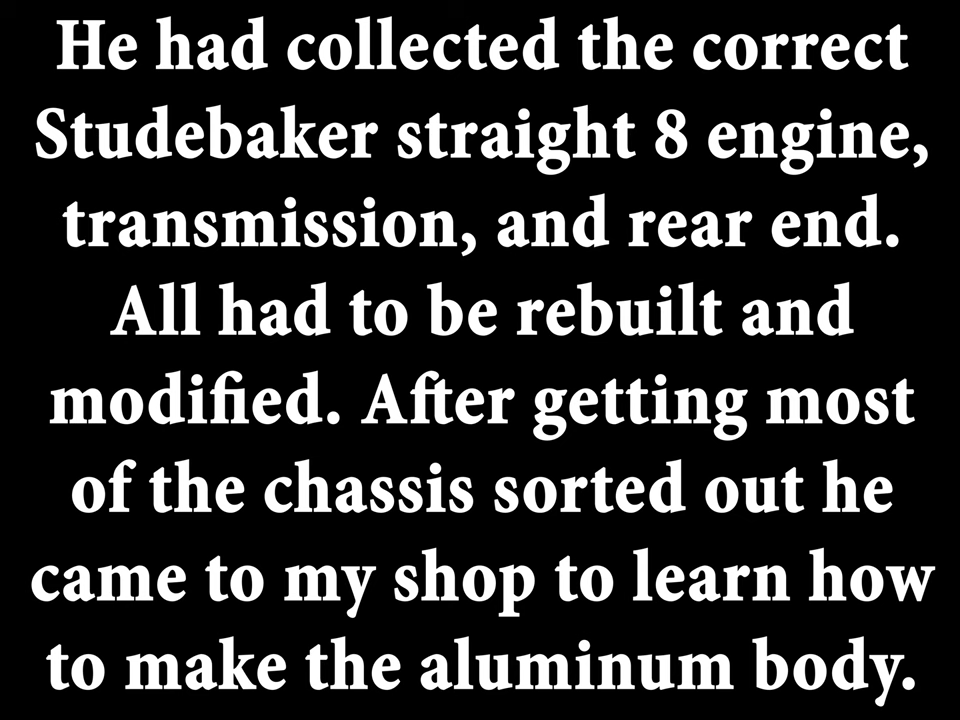 He had collected the correct
Studebaker straight 8 engine,
transmission, and rear end.
All had to be rebuilt and
modified. After getting most
of the chassis sorted out he
came to my shop to learn how
to make the aluminum body.